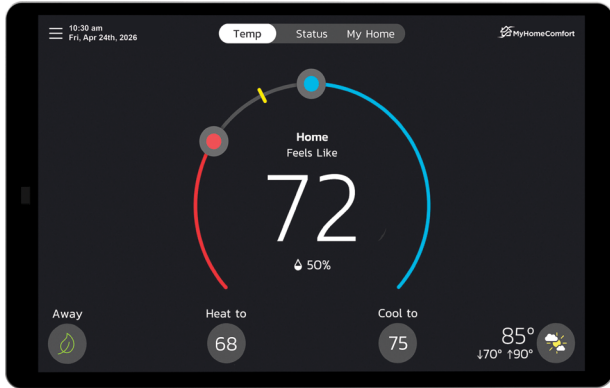 10:30 am
Fri, Apr 24th, 2026
Temp Status My Home
MyHomeComfort
Home
Feels Like
72
50%
Away
Heat to
68
Cool to
75
85°
↓70° ↑90°